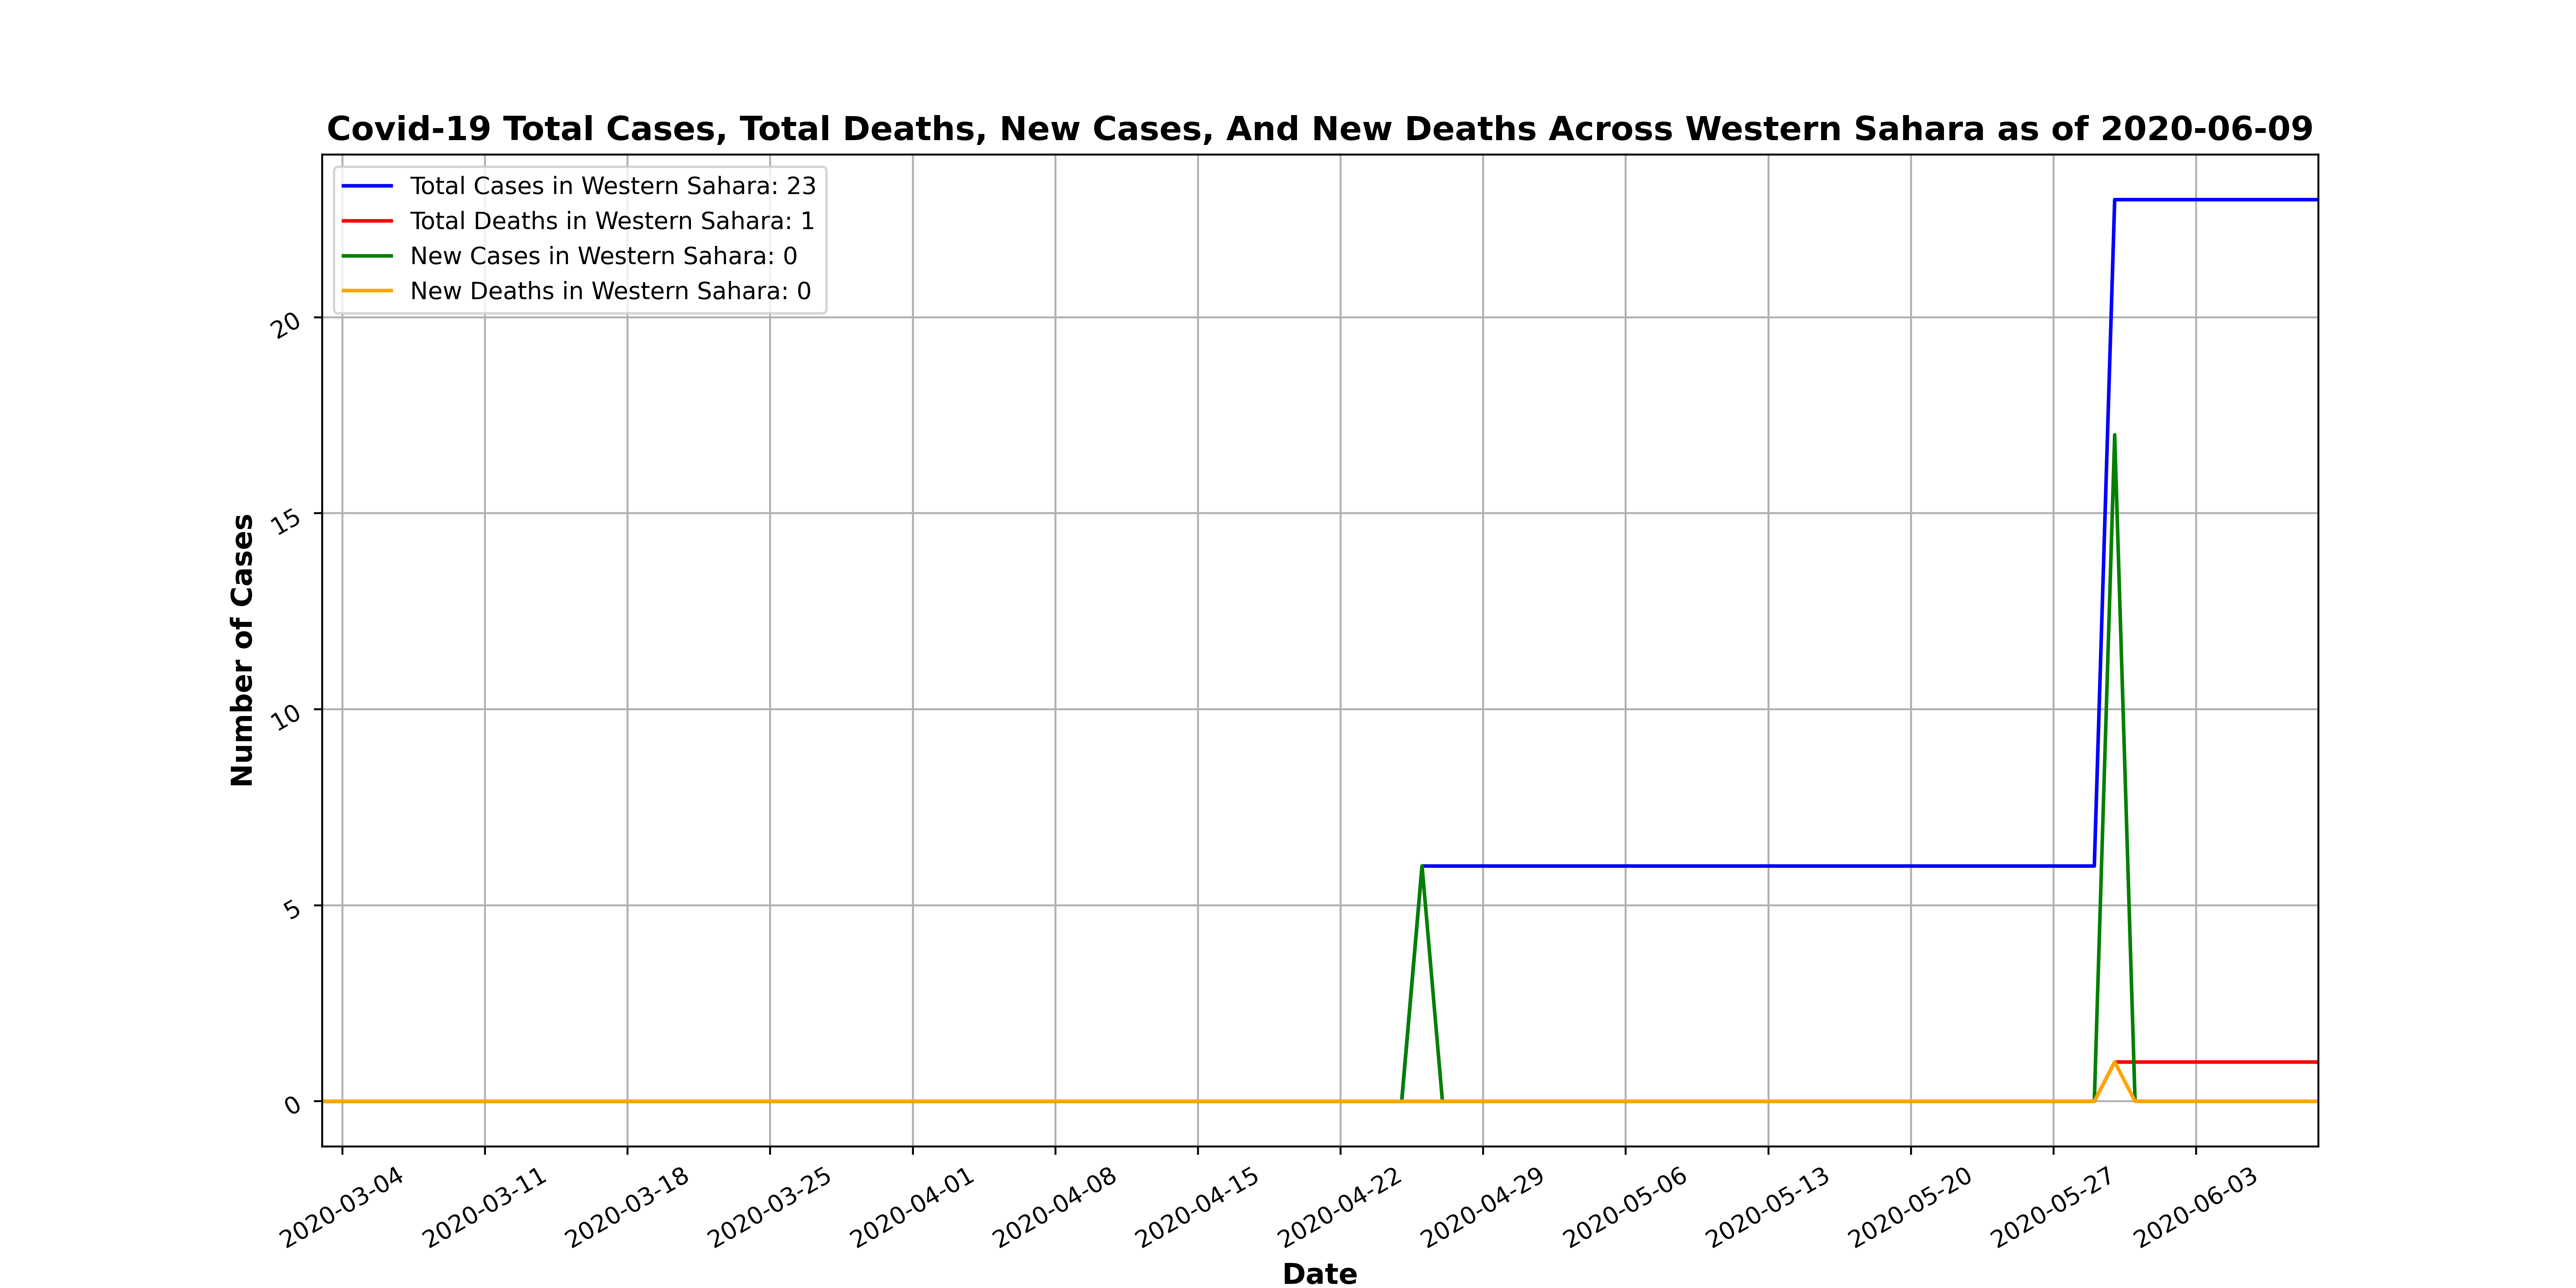 Covid-19 Total Cases, Total Deaths, New Cases, And New Deaths Across Western Sahara as of 2020-06-09
Total Cases in Western Sahara: 23
Total Deaths in Western Sahara: 1
New Cases in Western Sahara: 0
New Deaths in Western Sahara: 0
Number of Cases
20
15
10
5
0
2020-03-04
2020-03-11
2020-03-18
2020-03-25
2020-04-01
2020-04-08
2020-04-15
2020-04-22
2020-04-29
2020-05-06
2020-05-13
2020-05-20
2020-05-27
2020-06-03
Date